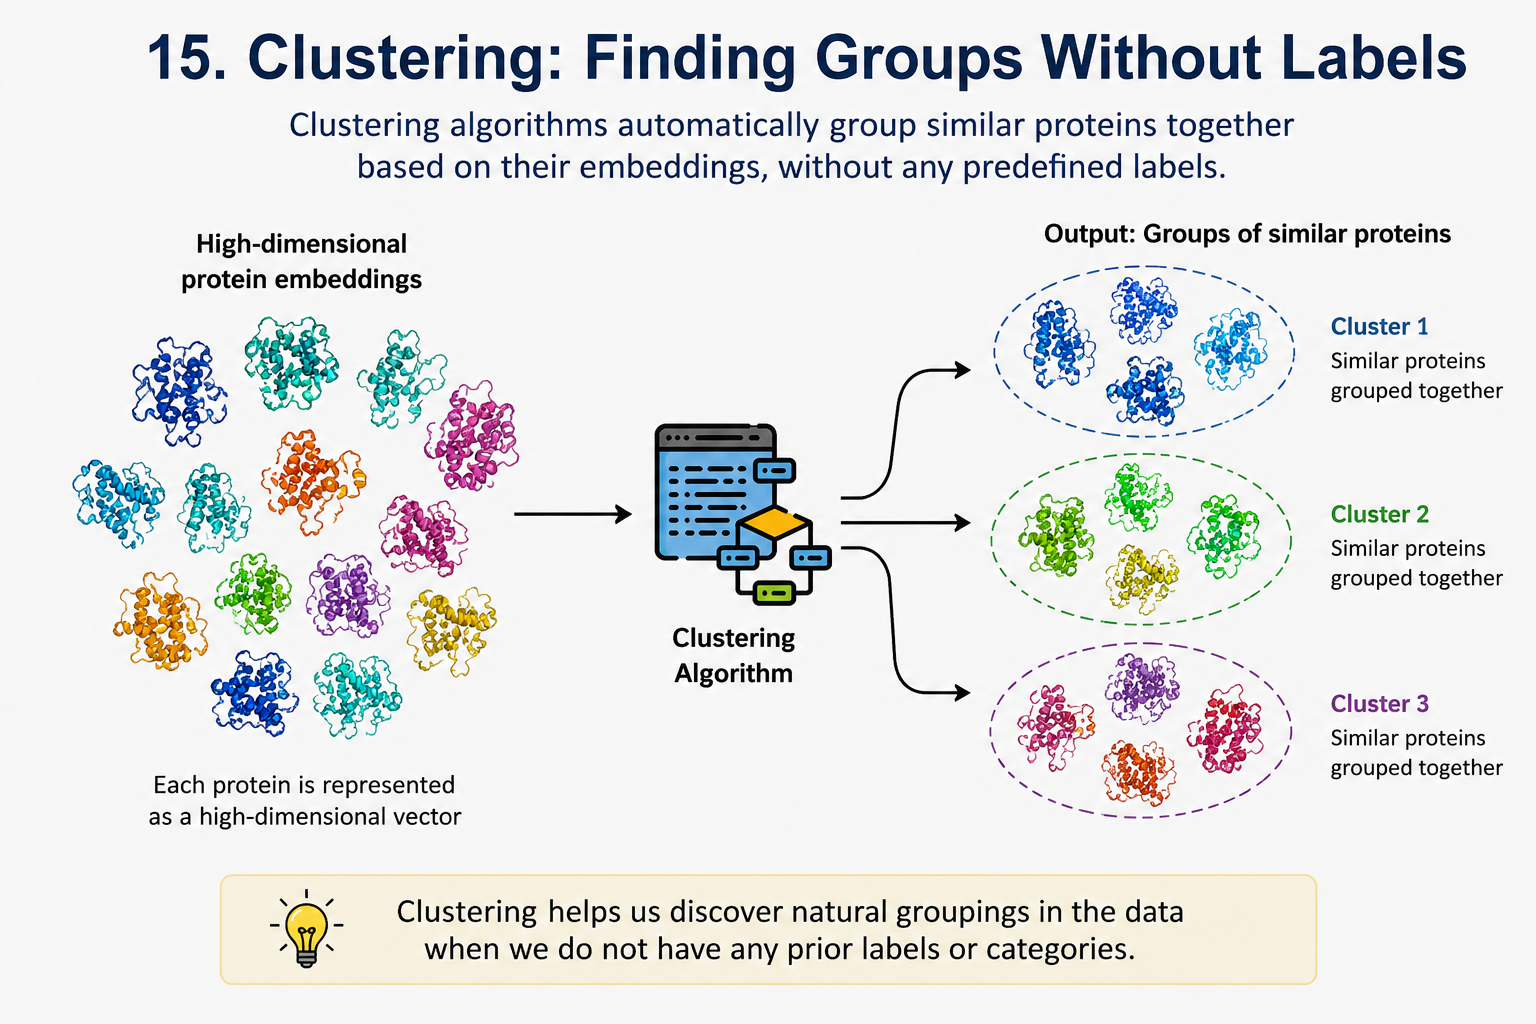 15. Clustering: Finding Groups Without Labels
Clustering algorithms automatically group similar proteins together
based on their embeddings, without any predefined labels.
High-dimensional
protein embeddings
Each protein is represented
as a high-dimensional vector
Clustering
Algorithm
Output: Groups of similar proteins
Cluster 1
Similar proteins
grouped together
Cluster 2
Similar proteins
grouped together
Cluster 3
Similar proteins
grouped together
Clustering helps us discover natural groupings in the data
when we do not have any prior labels or categories.